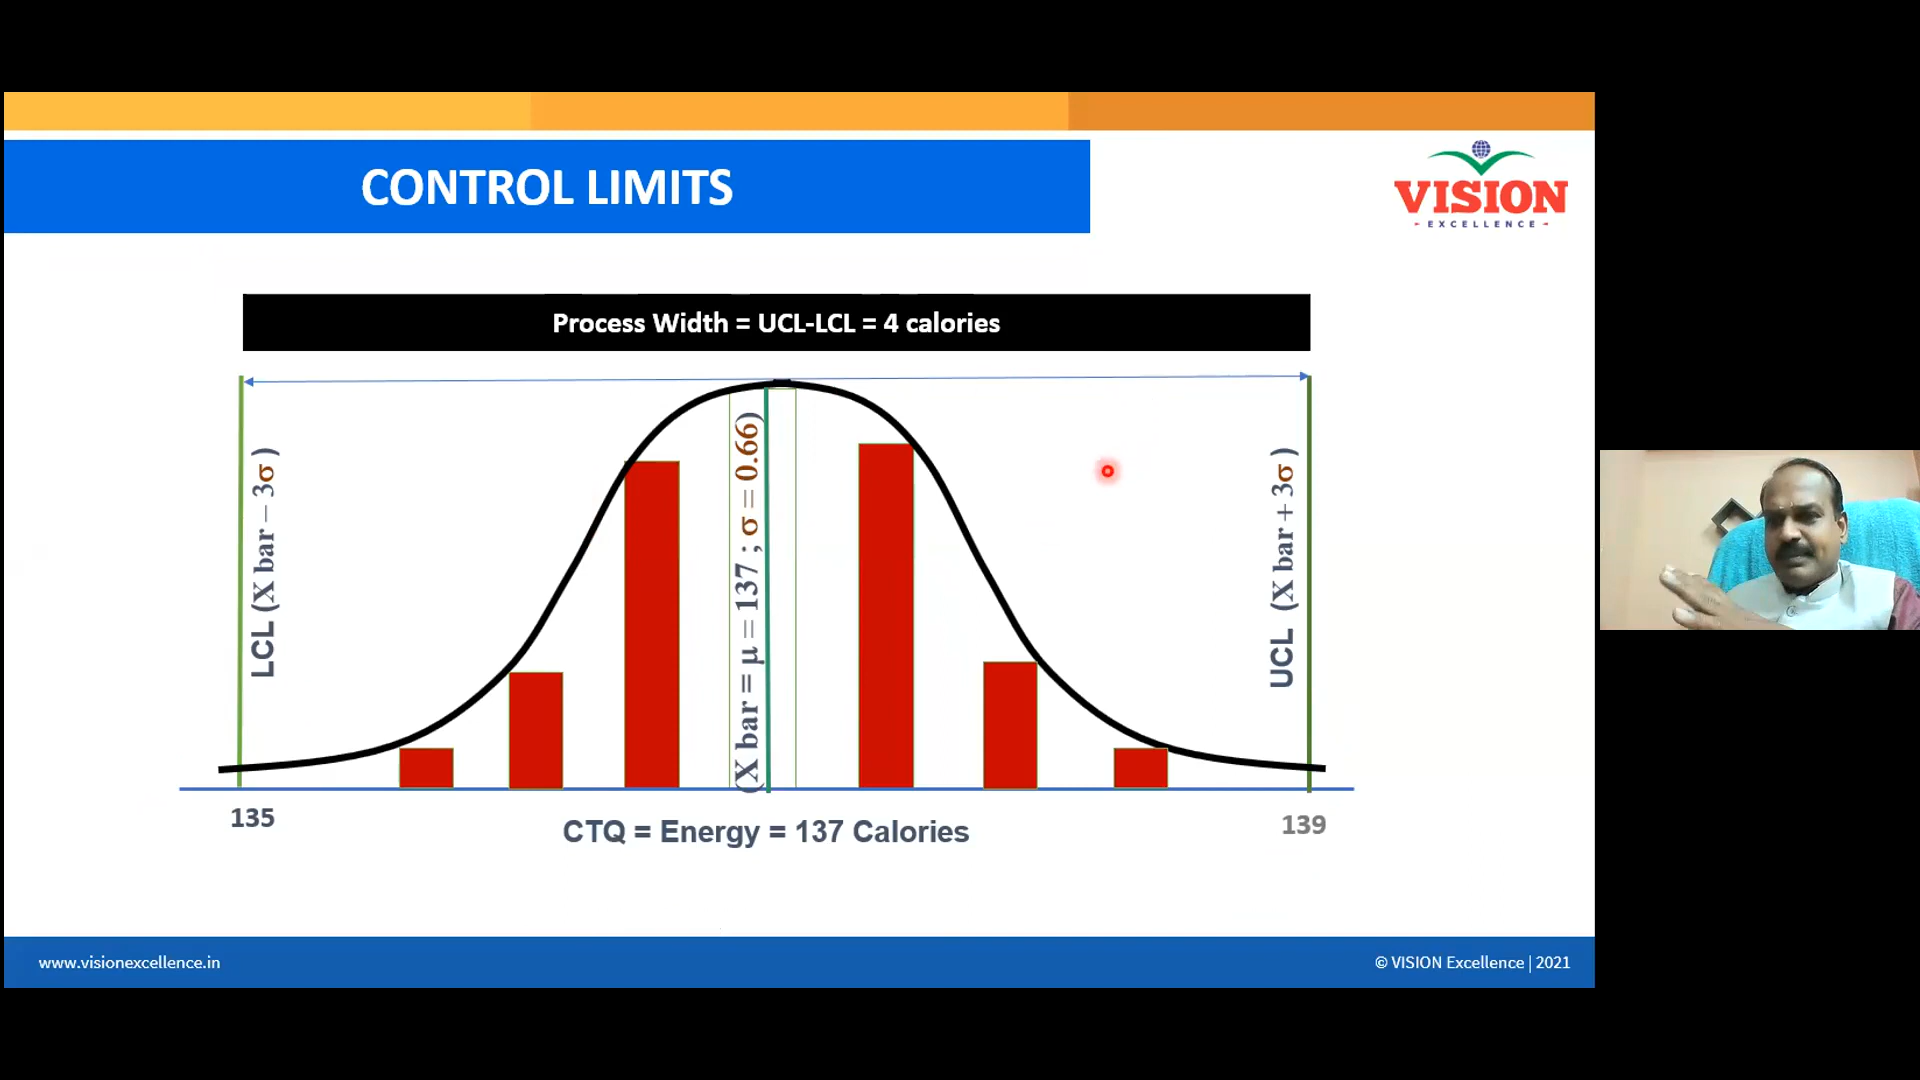 CONTROL LIMITS
VISION
EXCELLENCE
Process Width = UCL-LCL = 4 calories
LCL (X bar – 3σ )
(X bar = μ = 137 ; σ = 0.66)
UCL (X bar + 3σ )
135
139
CTQ = Energy = 137 Calories
www.visionexcellence.in
© VISION Excellence | 2021